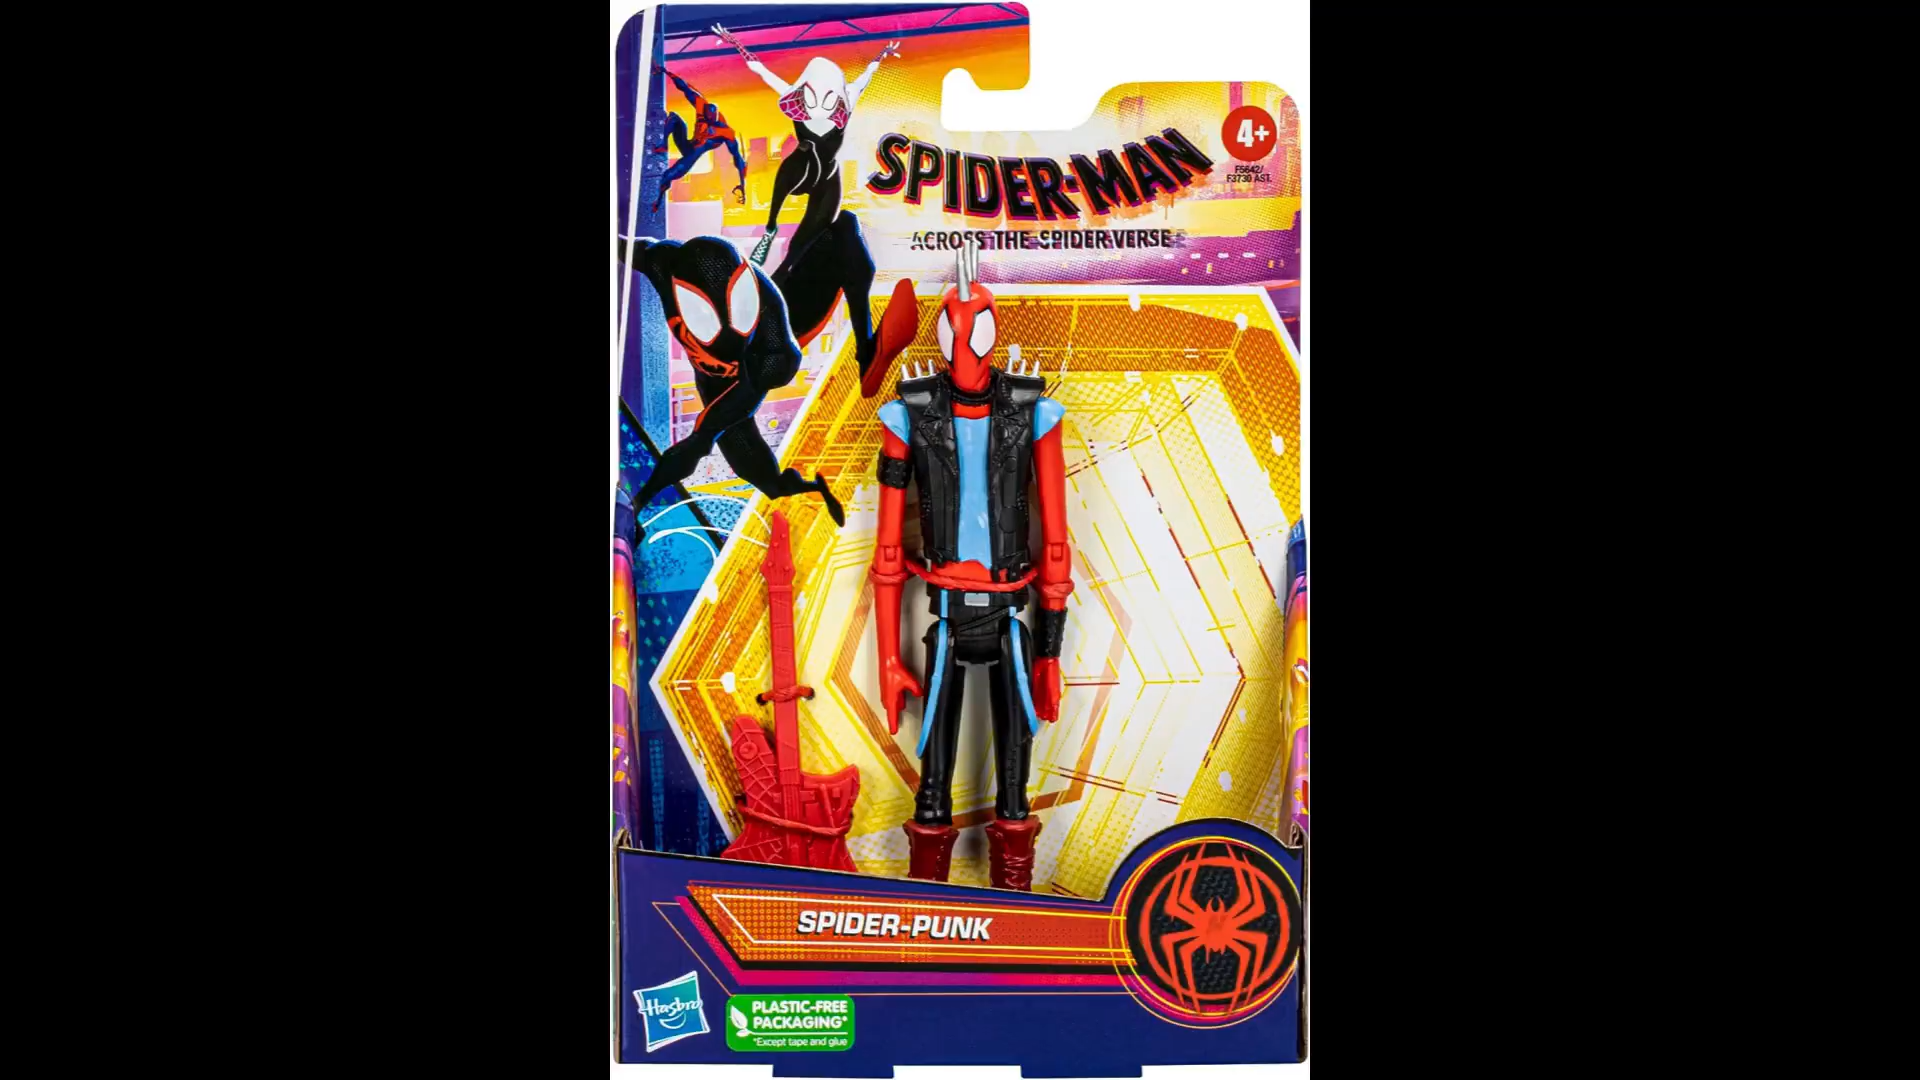 4+
F5642/
F3730 AST.
SPIDER-MAN
ACROSS THE SPIDER-VERSE
SPIDER-PUNK
Hasbro
PLASTIC-FREE
PACKAGING*
*Except tape and glue